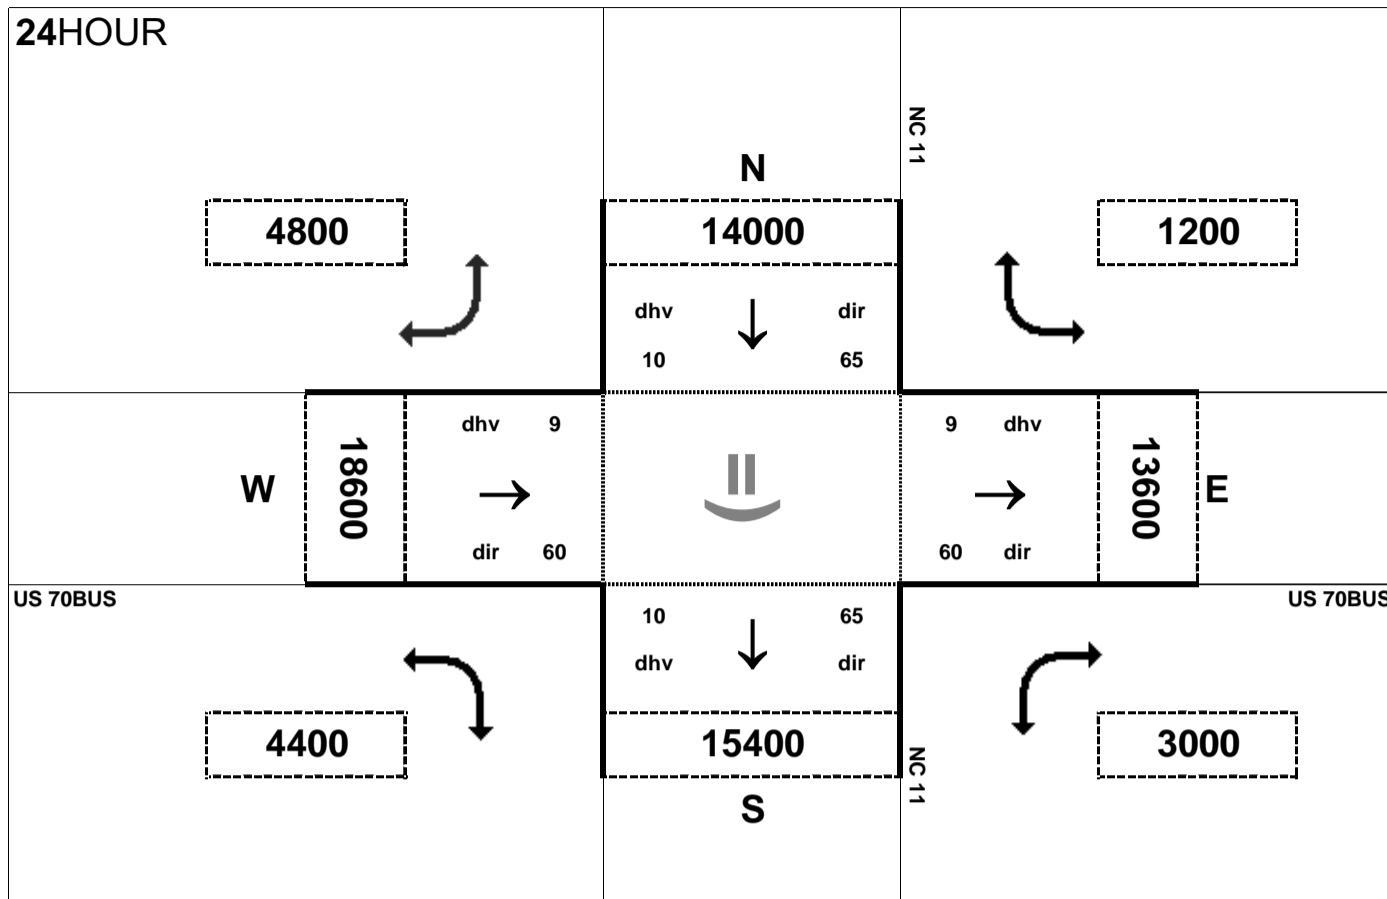 24HOUR
NC 11
N
4800
14000
1200
dhv dir
10 65
dhv 9
9 dhv
W
18600
13600
E
dir 60
60 dir
US 70BUS
US 70BUS
10 65
dhv dir
4400
15400
3000
NC 11
S